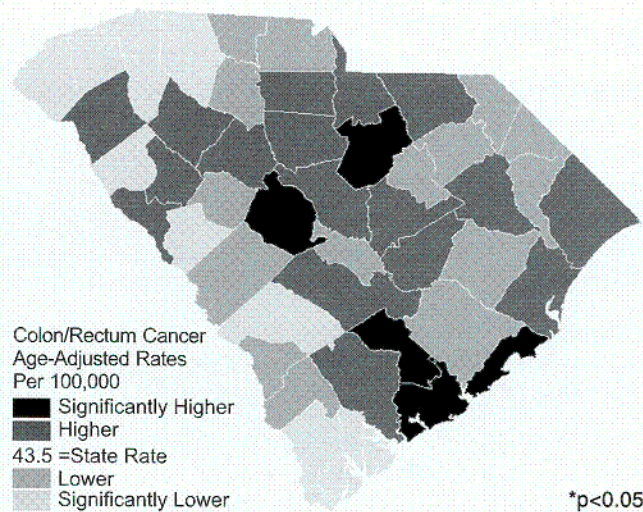 Colon/Rectum Cancer
Age-Adjusted Rates
Per 100,000
Significantly Higher
Higher
43.5 =State Rate
Lower
Significantly Lower
*p<0.05